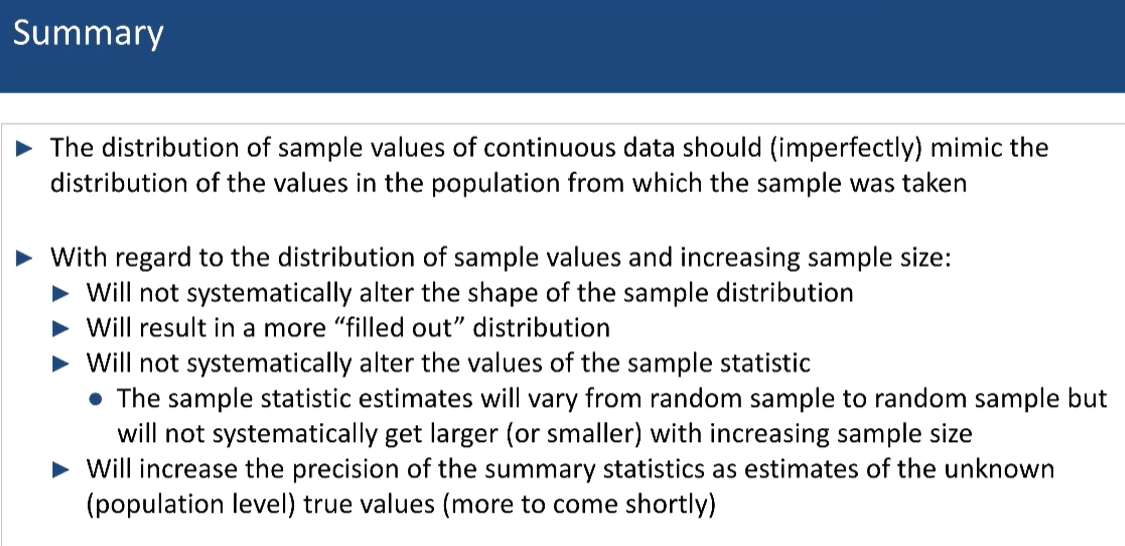 Summary
The distribution of sample values of continuous data should (imperfectly) mimic the
distribution of the values in the population from which the sample was taken
With regard to the distribution of sample values and increasing sample size:
Will not systematically alter the shape of the sample distribution
Will result in a more “filled out” distribution
Will not systematically alter the values of the sample statistic
The sample statistic estimates will vary from random sample to random sample but
will not systematically get larger (or smaller) with increasing sample size
Will increase the precision of the summary statistics as estimates of the unknown
(population level) true values (more to come shortly)